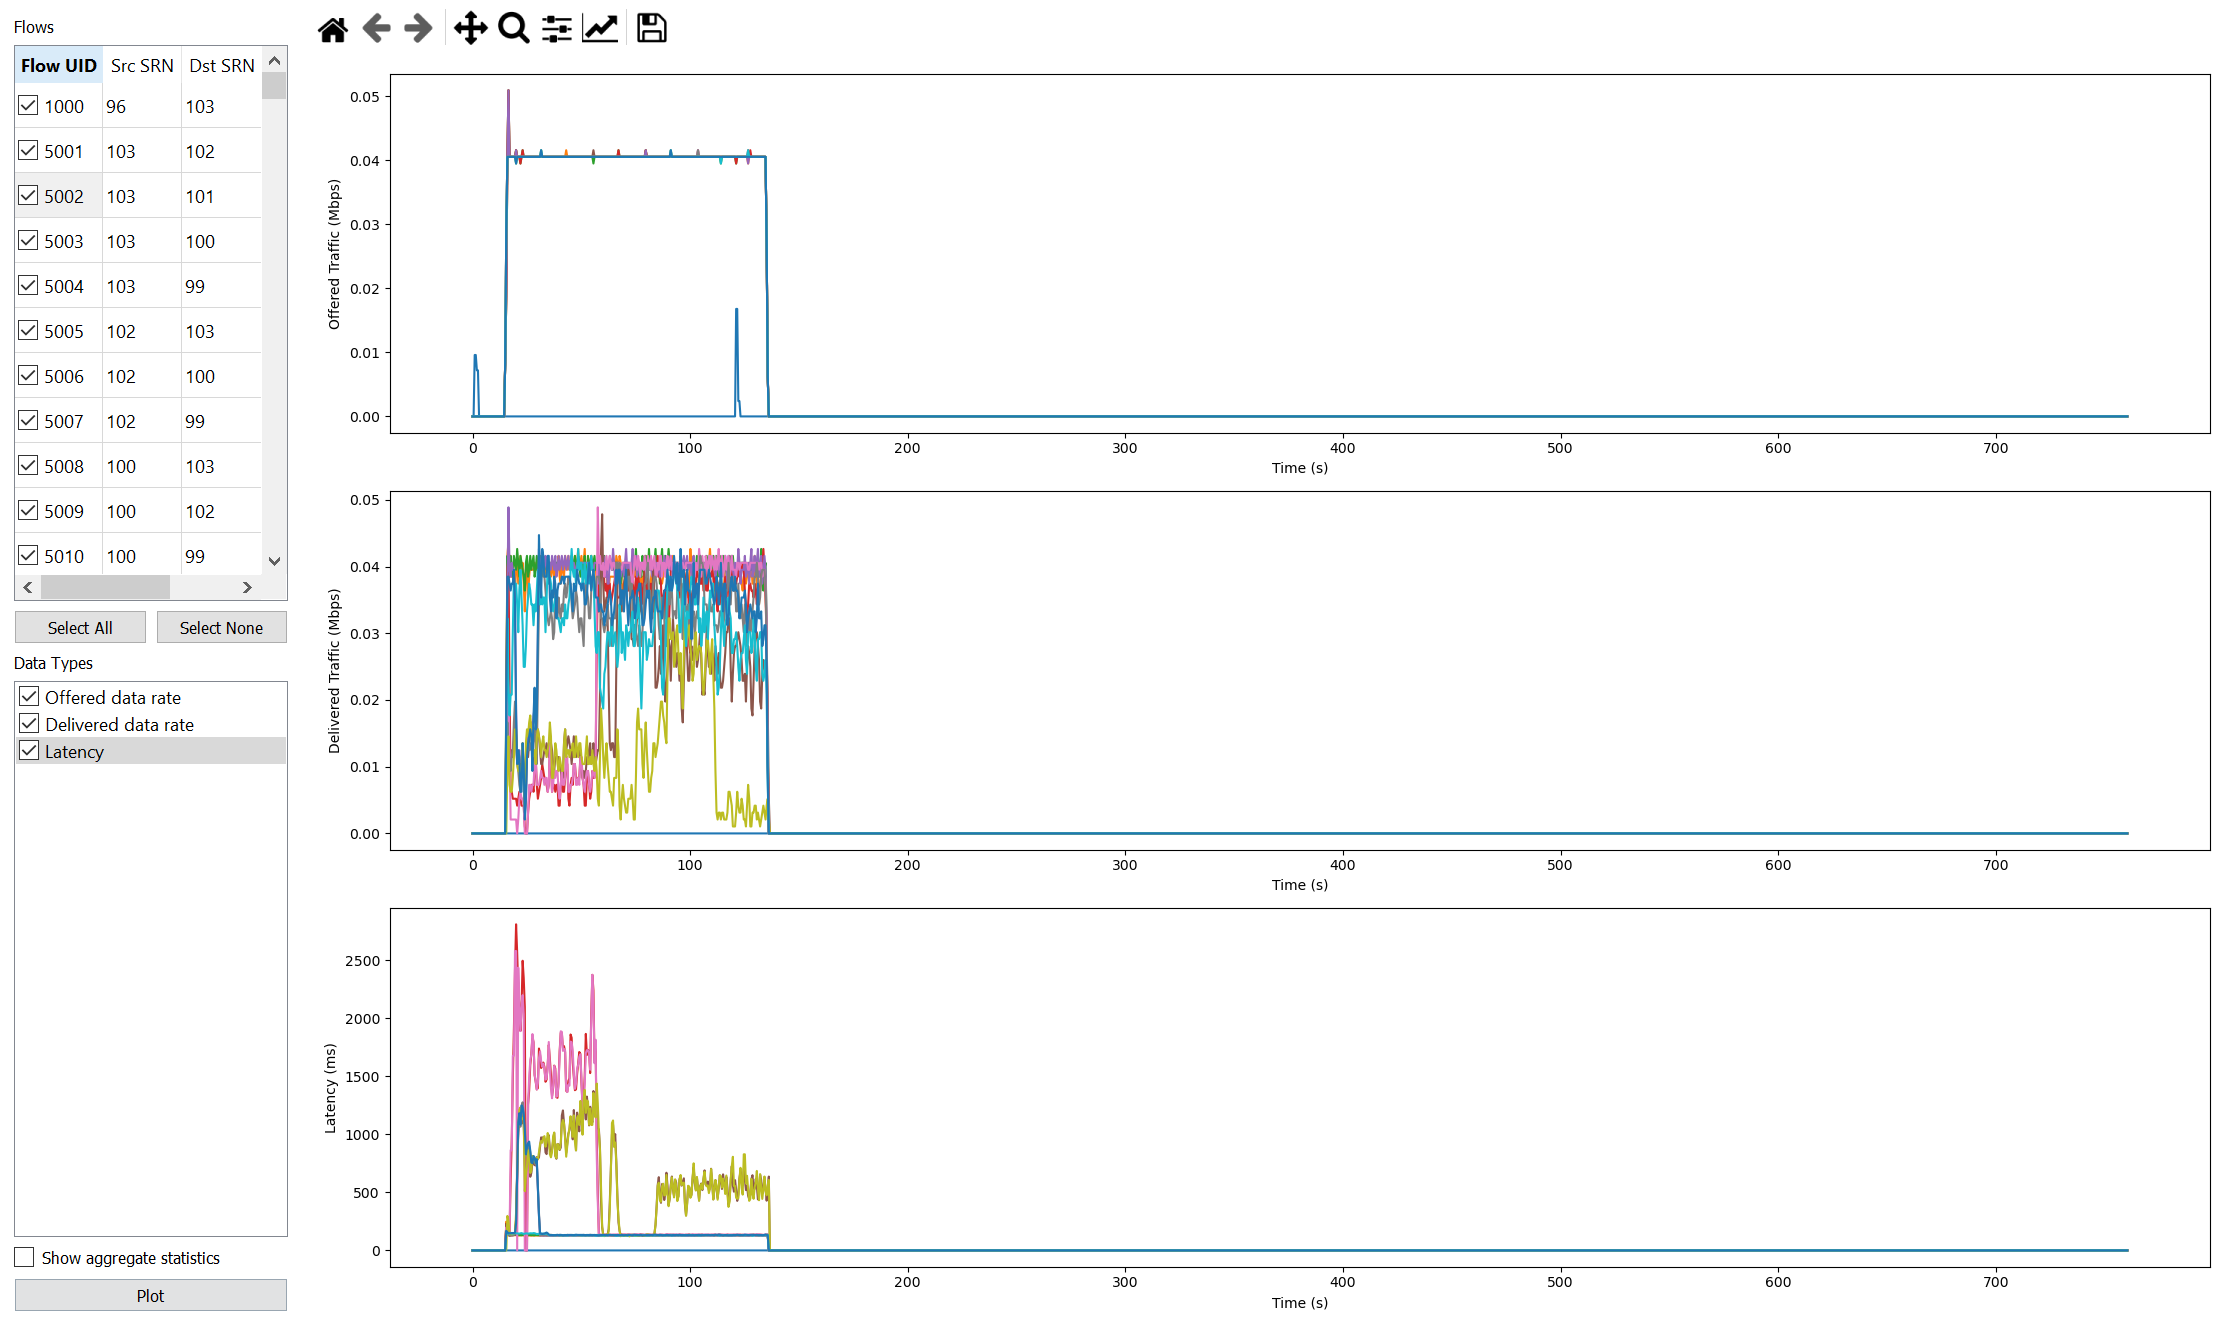 Flows
Flow UID Src SRN Dst SRN
1000 96 103
5001 103 102
5002 103 101
5003 103 100
5004 103 99
5005 102 103
5006 102 100
5007 102 99
5008 100 103
5009 100 102
5010 100 99
Select All Select None
Data Types
Offered data rate
Delivered data rate
Latency
Show aggregate statistics
Plot
Offered Traffic (Mbps)
0.05
0.04
0.03
0.02
0.01
0.00
0 100 200 300 400 500 600 700
Time (s)
Delivered Traffic (Mbps)
0.05
0.04
0.03
0.02
0.01
0.00
0 100 200 300 400 500 600 700
Time (s)
Latency (ms)
2500
2000
1500
1000
500
0
0 100 200 300 400 500 600 700
Time (s)